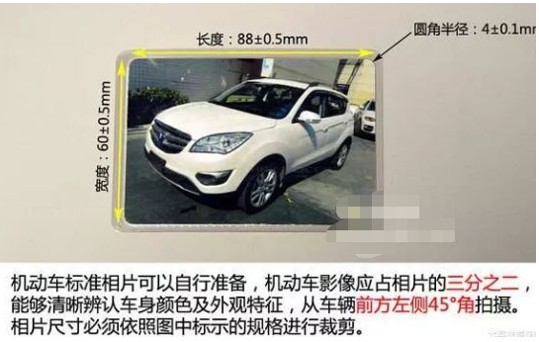 长度：88±0.5mm
圆角半径：4±0.1mm
宽度：60±0.5mm
机动车标准相片可以自行准备，机动车影像应占相片的三分之二，
能够清晰辨认车身颜色及外观特征，从车辆前方左侧45°角拍摄。
相片尺寸必须依照图中标示的规格进行裁剪。